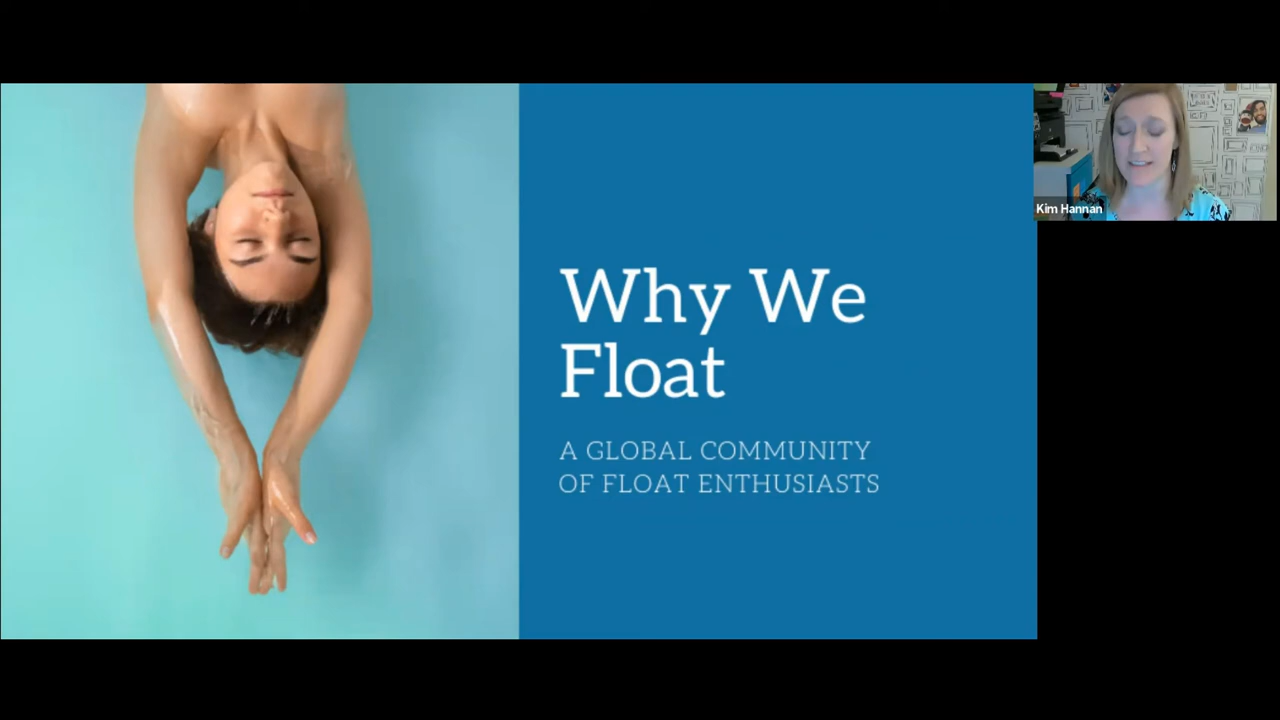 Why We
Float
A GLOBAL COMMUNITY
OF FLOAT ENTHUSIASTS
Kim Hannan